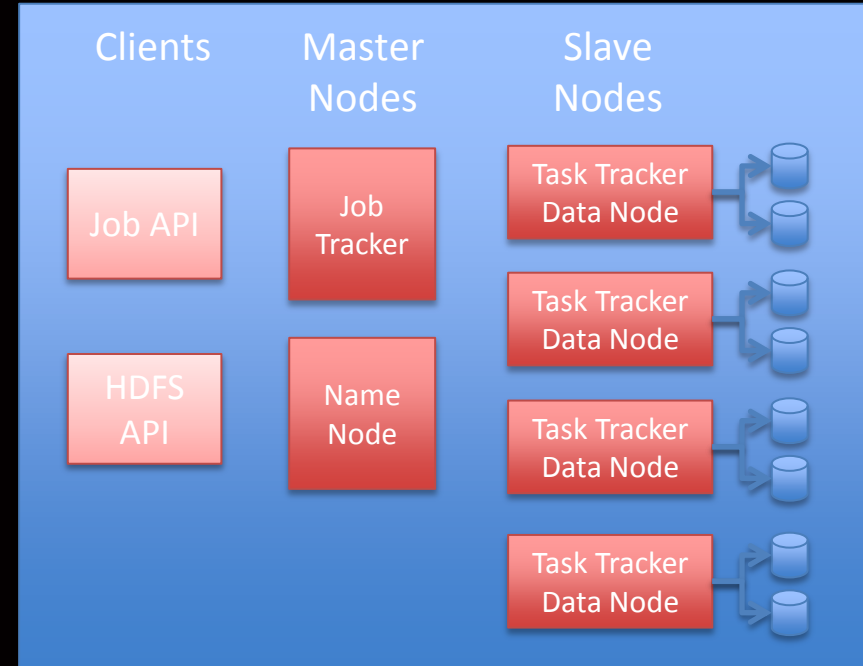 Clients
Master
Nodes
Slave
Nodes
Job API
HDFS
API
Job
Tracker
Name
Node
Task Tracker
Data Node
Task Tracker
Data Node
Task Tracker
Data Node
Task Tracker
Data Node